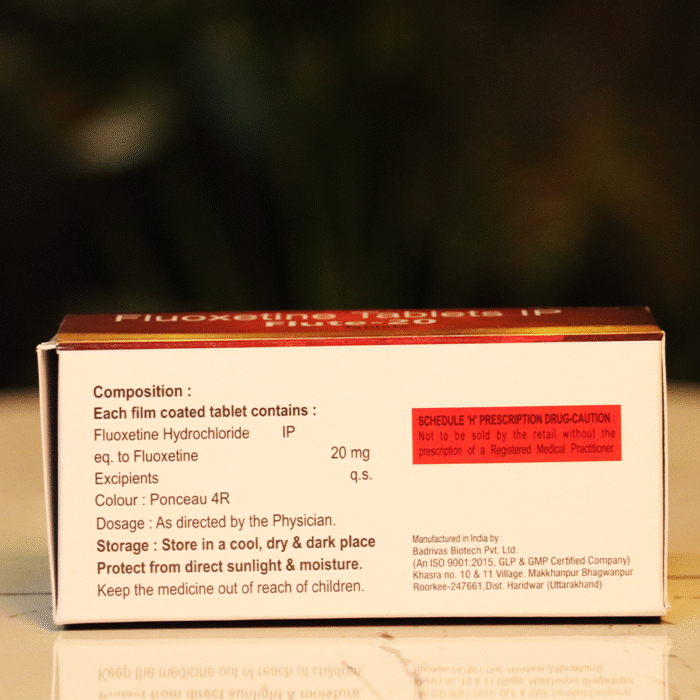 Fluoxetine Tablets IP
Flute-20
Composition :
Each film coated tablet contains :
Fluoxetine Hydrochloride IP
eq. to Fluoxetine 20 mg
Excipients q.s.
Colour : Ponceau 4R
Dosage : As directed by the Physician.
Storage : Store in a cool, dry & dark place
Protect from direct sunlight & moisture.
Keep the medicine out of reach of children.
SCHEDULE 'H' PRESCRIPTION DRUG-CAUTION :
Not to be sold by the retail without the
prescription of a Registered Medical Practitioner.
Manufactured in India by :
Badrivas Biotech Pvt. Ltd.
(An ISO 9001:2015, GLP & GMP Certified Company)
Khasra no. 10 & 11 Village. Makkhanpur Bhagwanpur
Roorkee-247661,Dist. Haridwar (Uttarakhand)